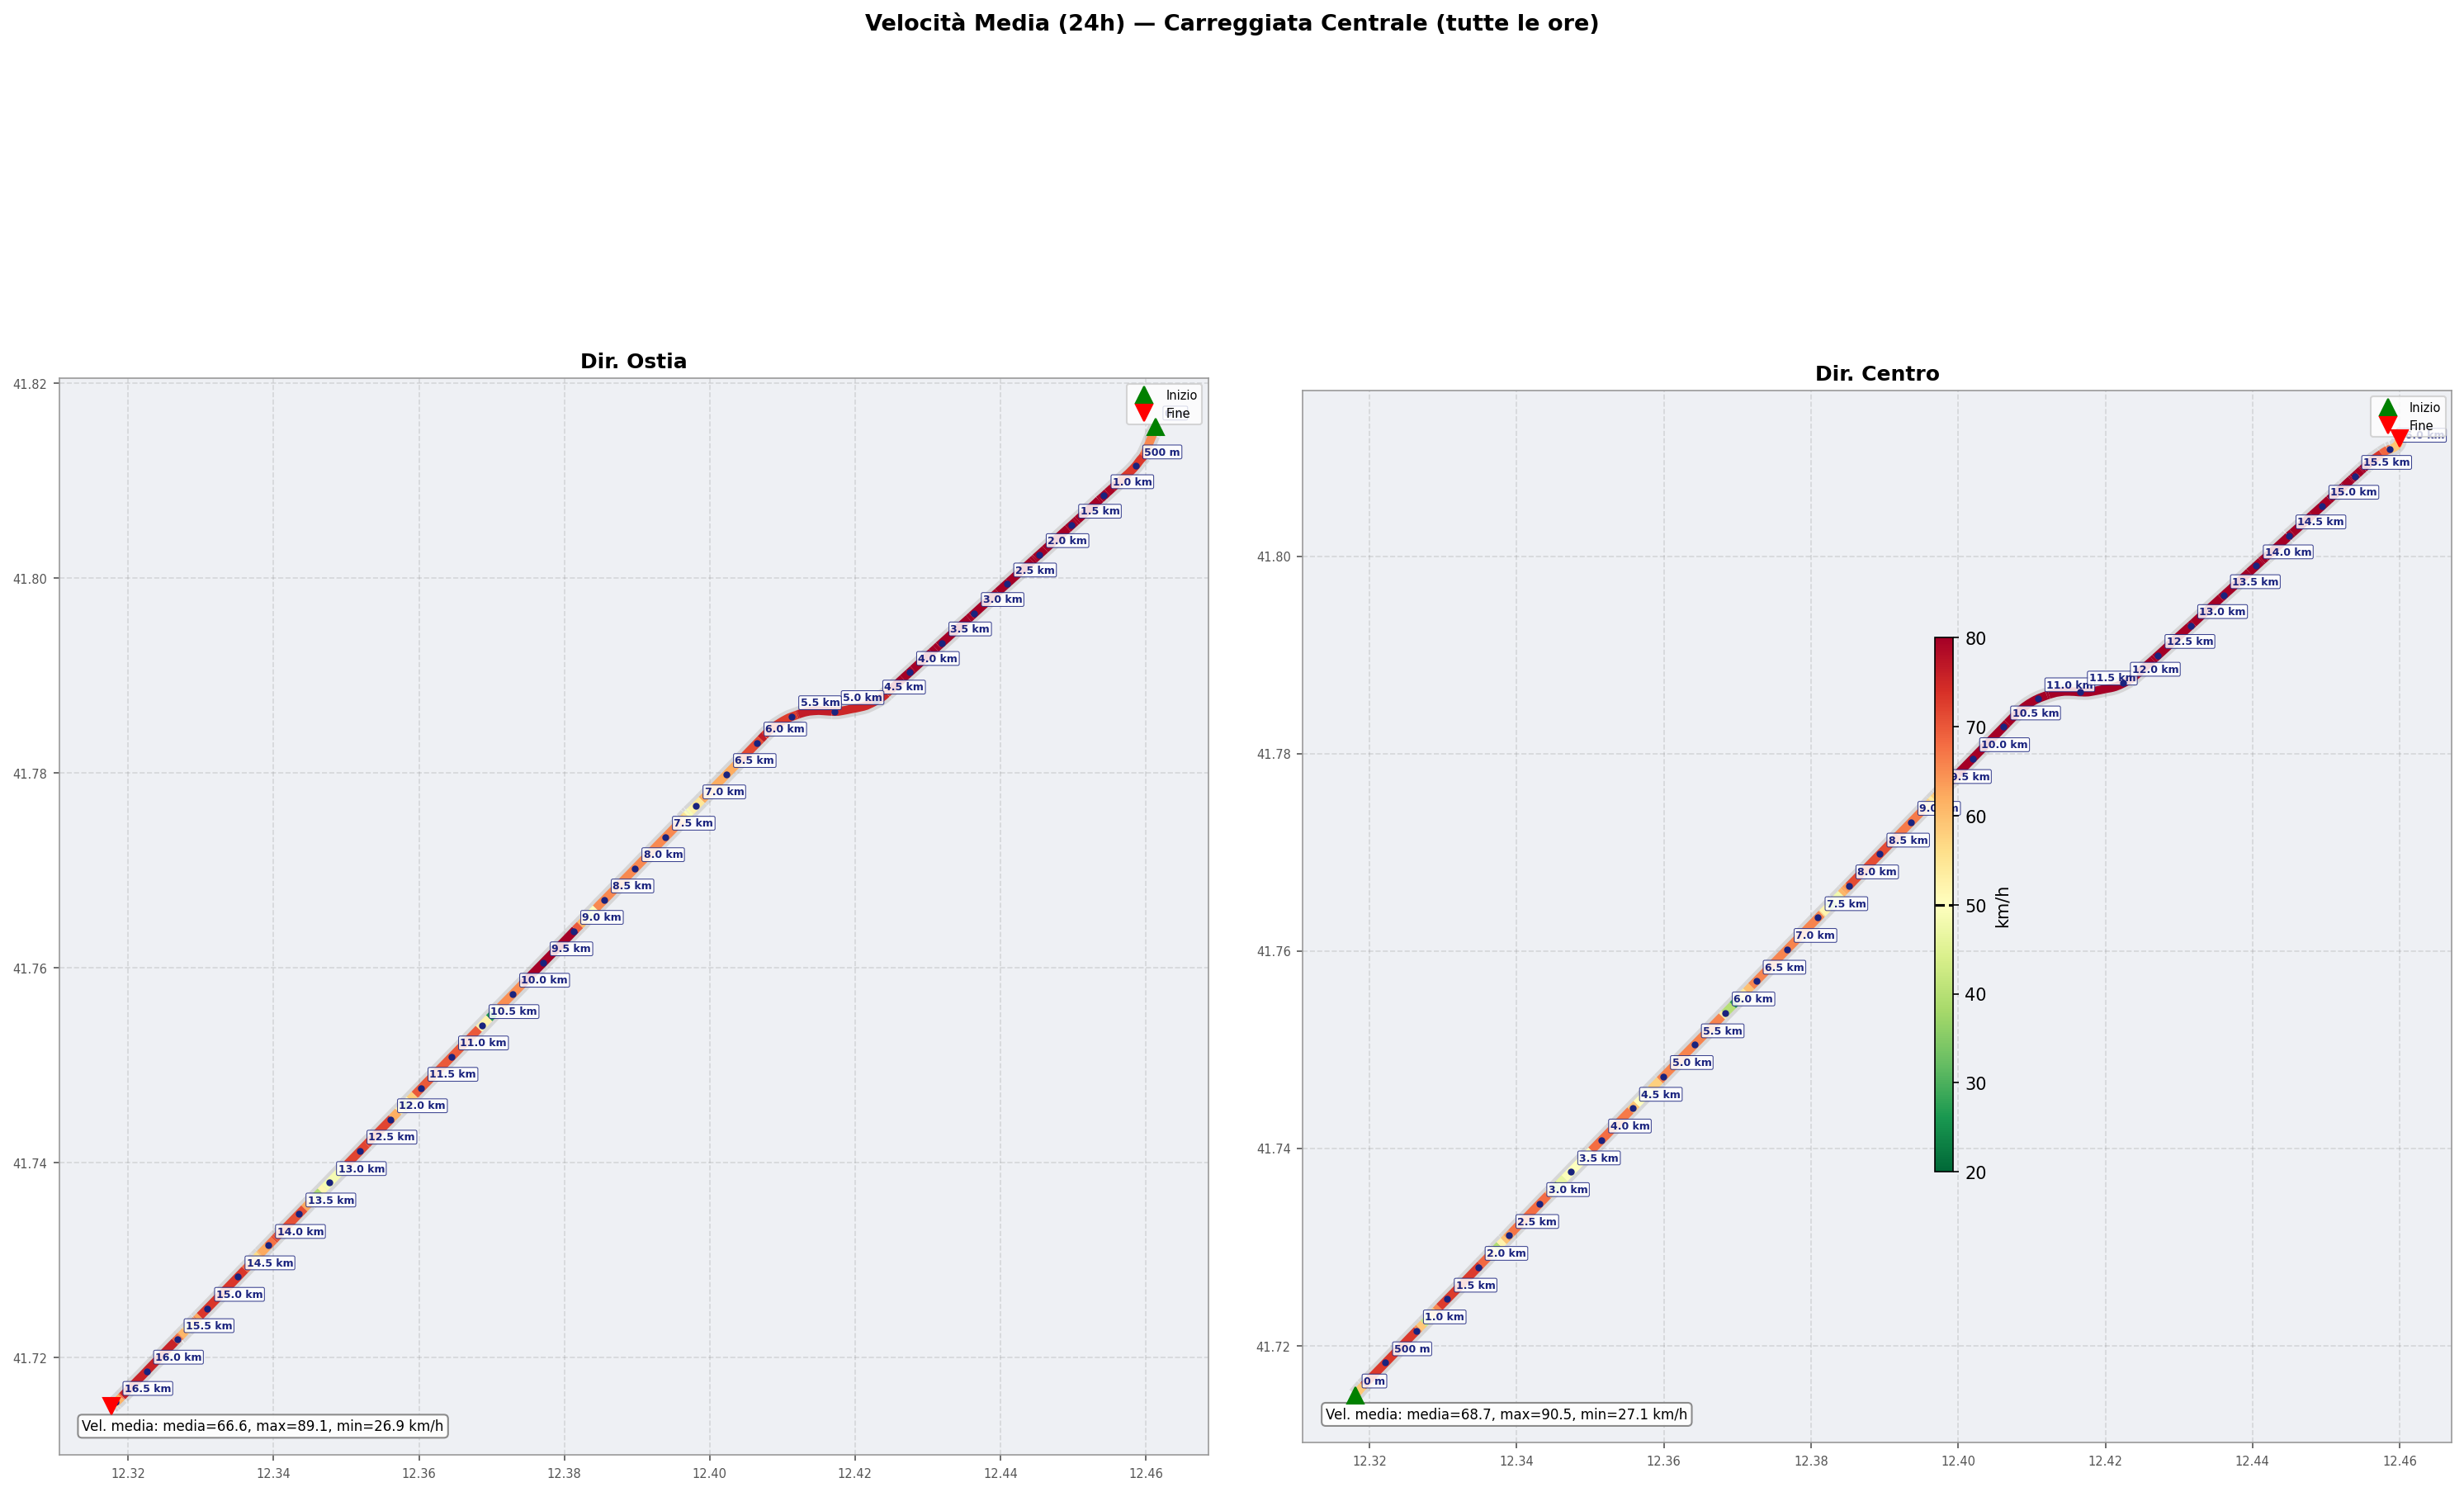 Velocità Media (24h) — Carreggiata Centrale (tutte le ore)
Dir. Ostia
41.82
41.80
41.78
41.76
41.74
41.72
Inizio
Fine
500 m
1.0 km
1.5 km
2.0 km
2.5 km
3.0 km
3.5 km
4.0 km
4.5 km
5.0 km
5.5 km
6.0 km
6.5 km
7.0 km
7.5 km
8.0 km
8.5 km
9.0 km
9.5 km
10.0 km
10.5 km
11.0 km
11.5 km
12.0 km
12.5 km
13.0 km
13.5 km
14.0 km
14.5 km
15.0 km
15.5 km
16.0 km
16.5 km
Vel. media: media=66.6, max=89.1, min=26.9 km/h
12.32
12.34
12.36
12.38
12.40
12.42
12.44
12.46
Dir. Centro
41.80
41.78
41.76
41.74
41.72
Inizio
Fine
15.5 km
15.0 km
14.5 km
14.0 km
13.5 km
13.0 km
12.5 km
12.0 km
11.5 km
11.0 km
10.5 km
10.0 km
9.5 km
8.5 km
8.0 km
7.5 km
7.0 km
6.5 km
6.0 km
5.5 km
5.0 km
4.5 km
4.0 km
3.5 km
3.0 km
2.5 km
2.0 km
1.5 km
1.0 km
500 m
0 m
Vel. media: media=68.7, max=90.5, min=27.1 km/h
12.32
12.34
12.36
12.38
12.40
12.42
12.44
12.46
80
70
60
50
40
30
20
km/h